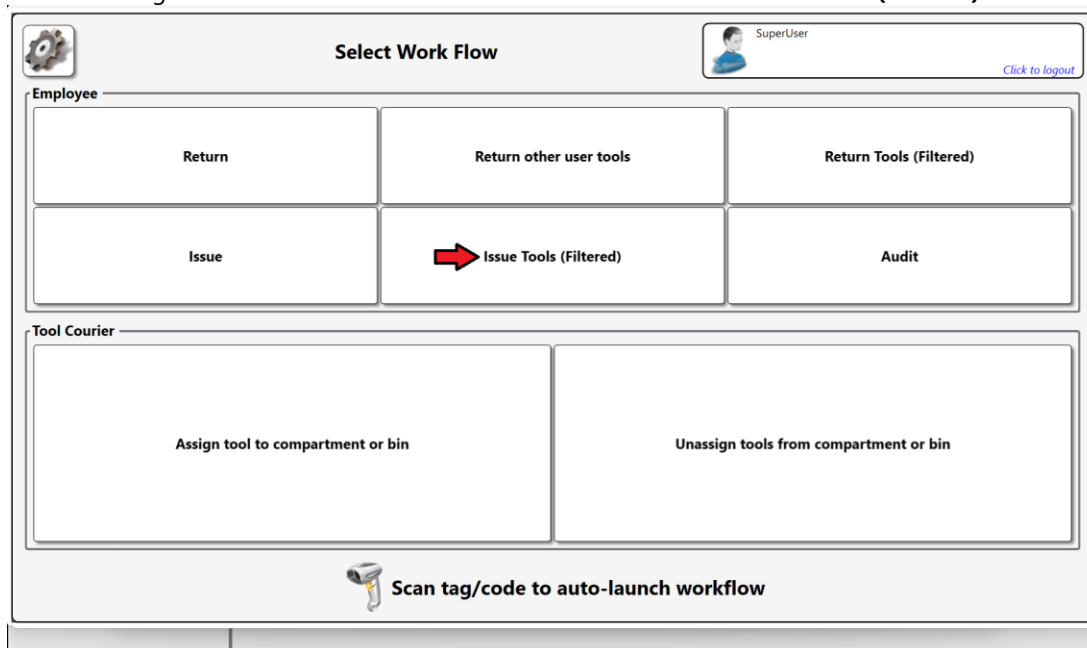 Select Work Flow
SuperUser
Click to logout
Employee
Return
Return other user tools
Return Tools (Filtered)
Issue
Issue Tools (Filtered)
Audit
Tool Courier
Assign tool to compartment or bin
Unassign tools from compartment or bin
Scan tag/code to auto-launch workflow